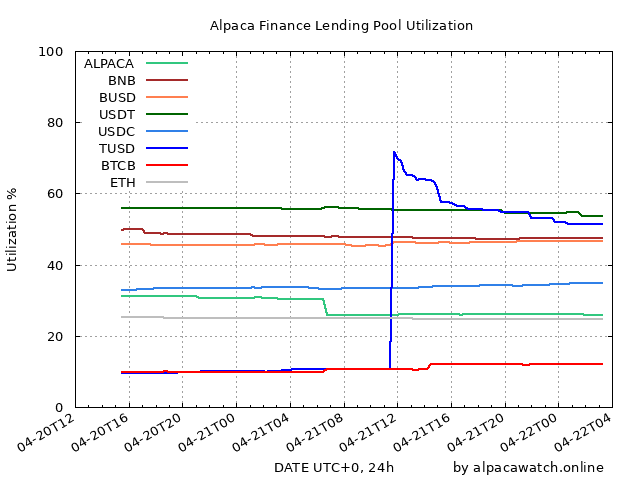 Alpaca Finance Lending Pool Utilization
Utilization %
100
80
60
40
20
0
ALPACA
BNB
BUSD
USDT
USDC
TUSD
BTCB
ETH
04-20T12
04-20T16
04-20T20
04-21T00
04-21T04
04-21T08
04-21T12
04-21T16
04-21T20
04-22T00
04-22T04
DATE UTC+0, 24h
by alpacawatch.online